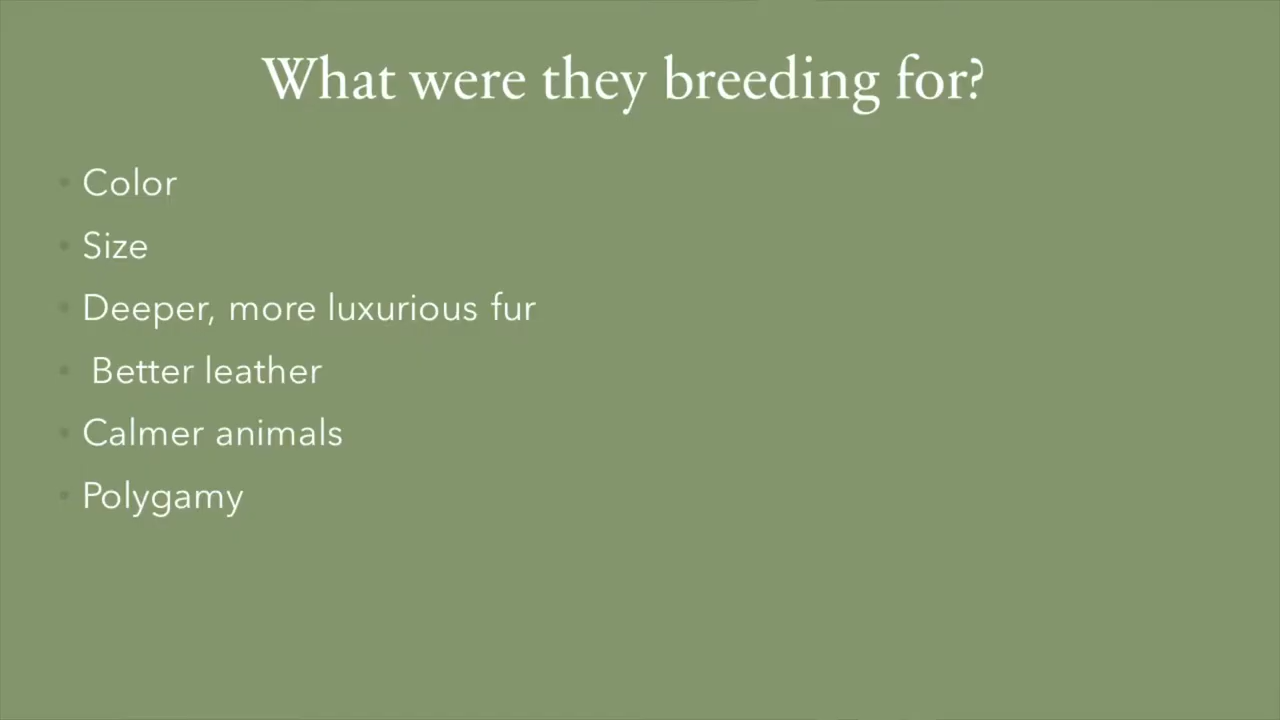 What were they breeding for?
• Color
• Size
• Deeper, more luxurious fur
• Better leather
• Calmer animals
• Polygamy